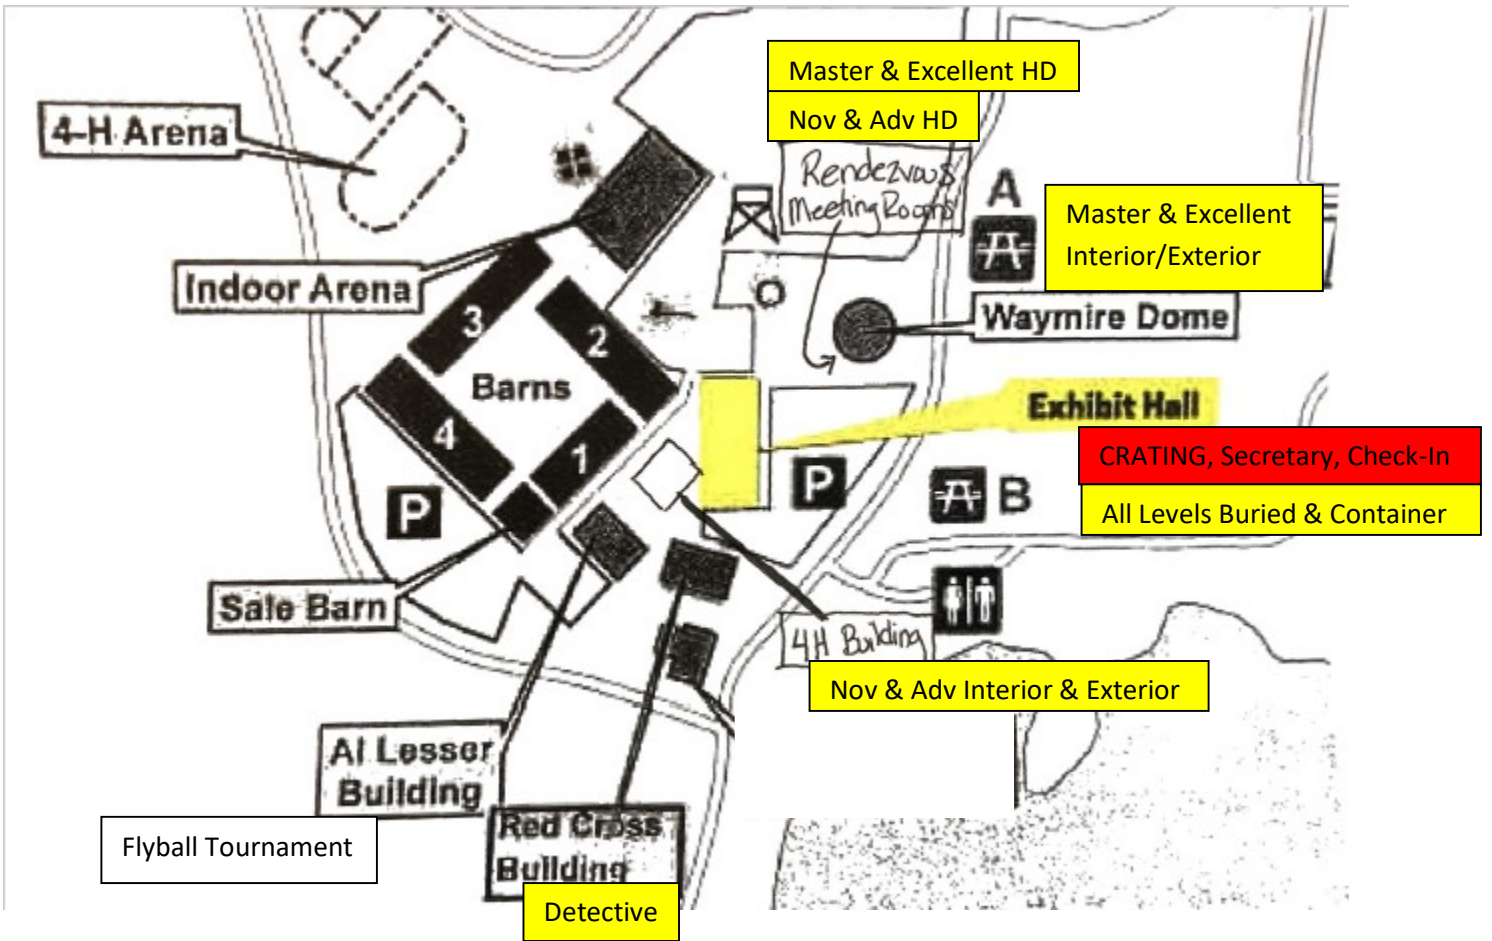 Master & Excellent HD
Nov & Adv HD
4-H Arena
Rendezvous
Meeting Rooms
A
Master & Excellent
Interior/Exterior
Indoor Arena
3
2
Waymire Dome
Barns
Exhibit Hall
4
1
CRATING, Secretary, Check-In
P
P
B
All Levels Buried & Container
Sale Barn
4H Building
Nov & Adv Interior & Exterior
Al Lesser
Building
Flyball Tournament
Red Cross
Building
Detective